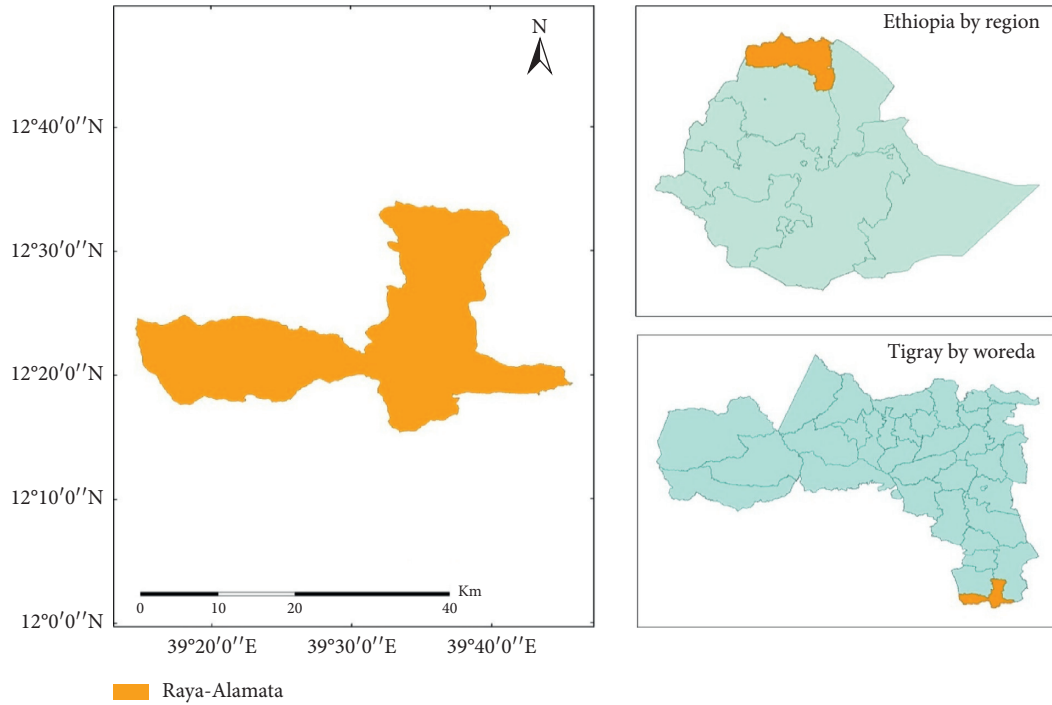 N
12°40′0′′N
12°30′0′′N
12°20′0′′N
12°10′0′′N
12°0′0′′N
Km
0 10 20 40
39°20′0′′E 39°30′0′′E 39°40′0′′E
Raya-Alamata
Ethiopia by region
Tigray by woreda